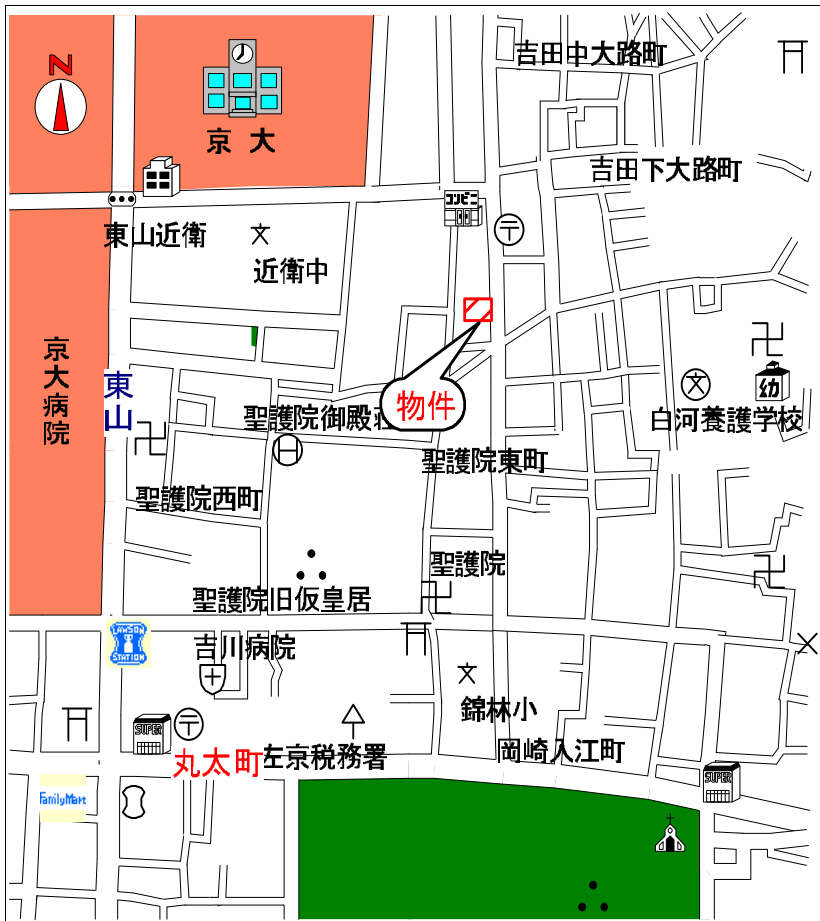 吉田中大路町
N
京大
吉田下大路町
コンビニ
東山近衛
文
近衛中
京大病院
東山
物件
文
幼
聖護院御殿荘
白河養護学校
H
聖護院東町
聖護院西町
聖護院
聖護院旧仮皇居
LAWSON
STATION
吉川病院
文
錦林小
SUPER
丸太町
左京税務署
岡崎入江町
SUPER
FamilyMart